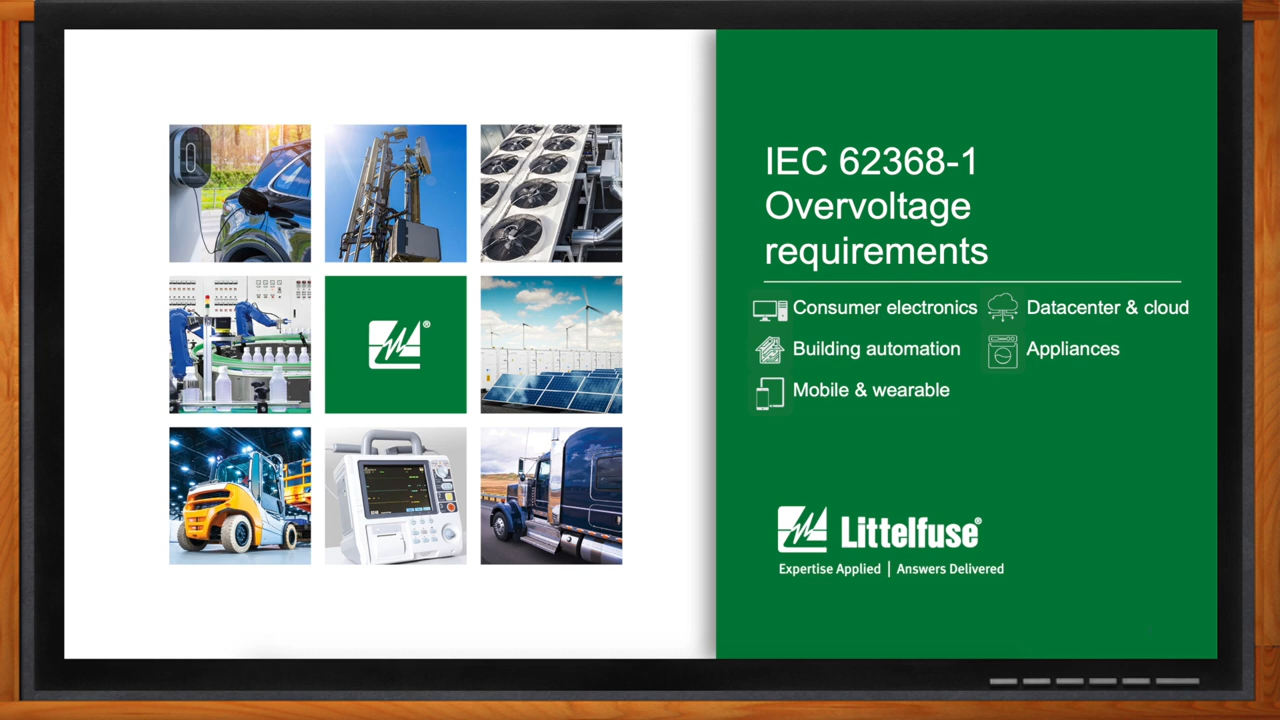 IEC 62368-1
Overvoltage
requirements
Consumer electronics
Datacenter & cloud
Building automation
Appliances
Mobile & wearable
Littelfuse®
Expertise Applied | Answers Delivered
®